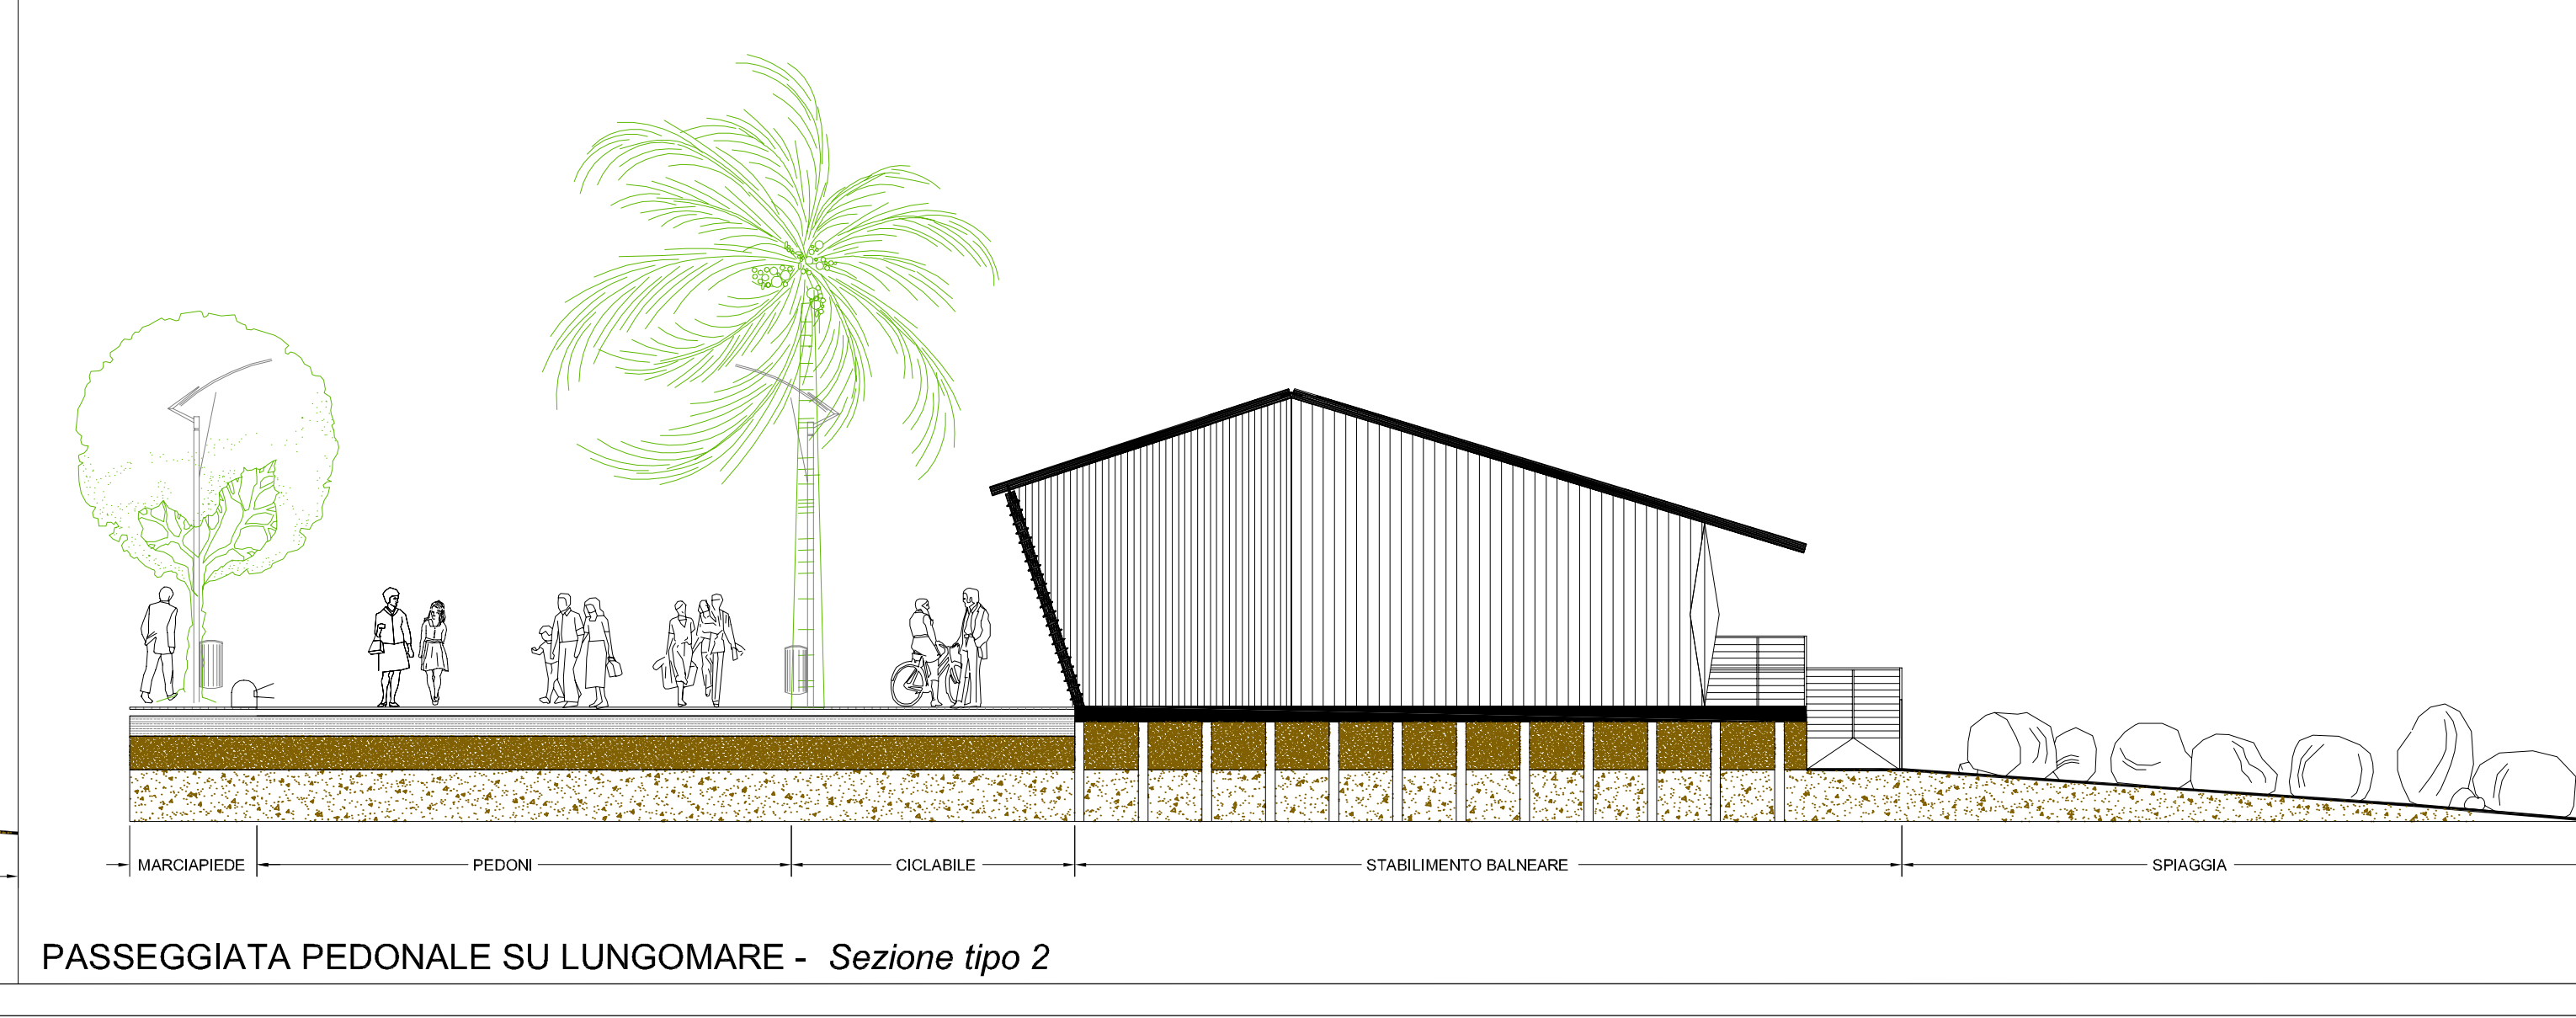 MARCIAPIEDE PEDONI CICLABILE STABILIMENTO BALNEARE SPIAGGIA
PASSEGGIATA PEDONALE SU LUNGOMARE - Sezione tipo 2